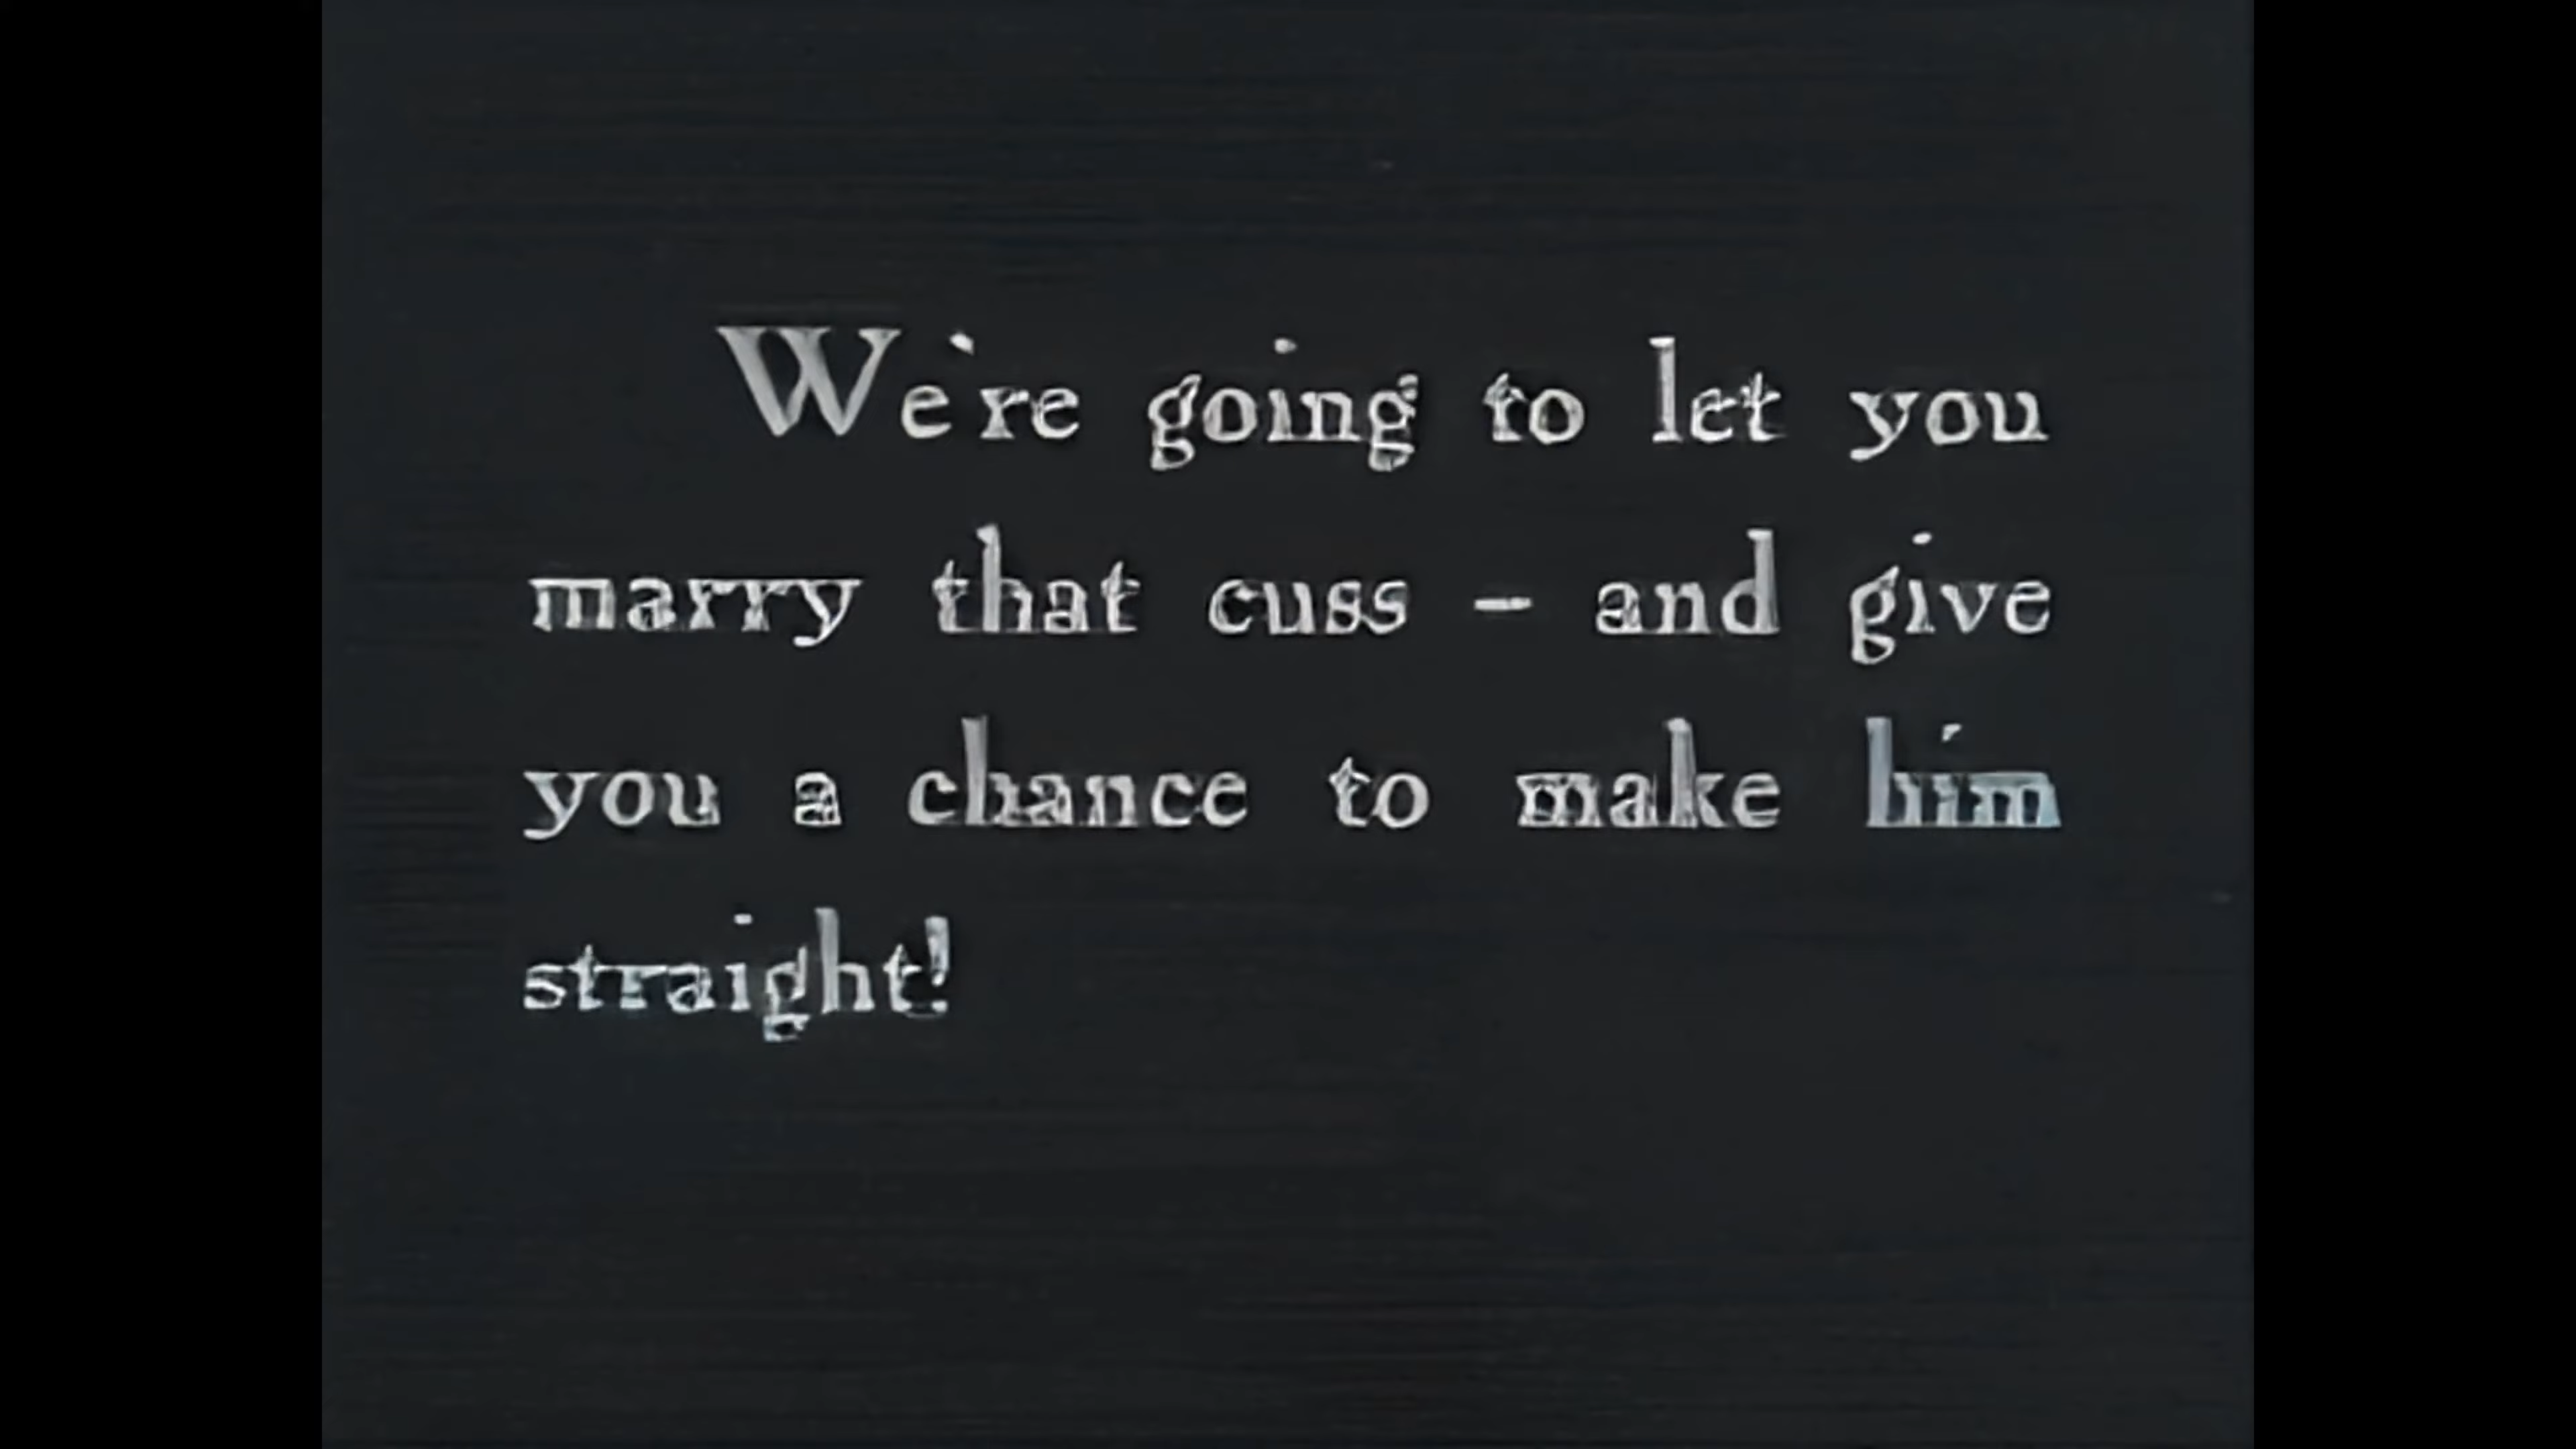 We're going to let you
marry that cuss – and give
you a chance to make him
straight!